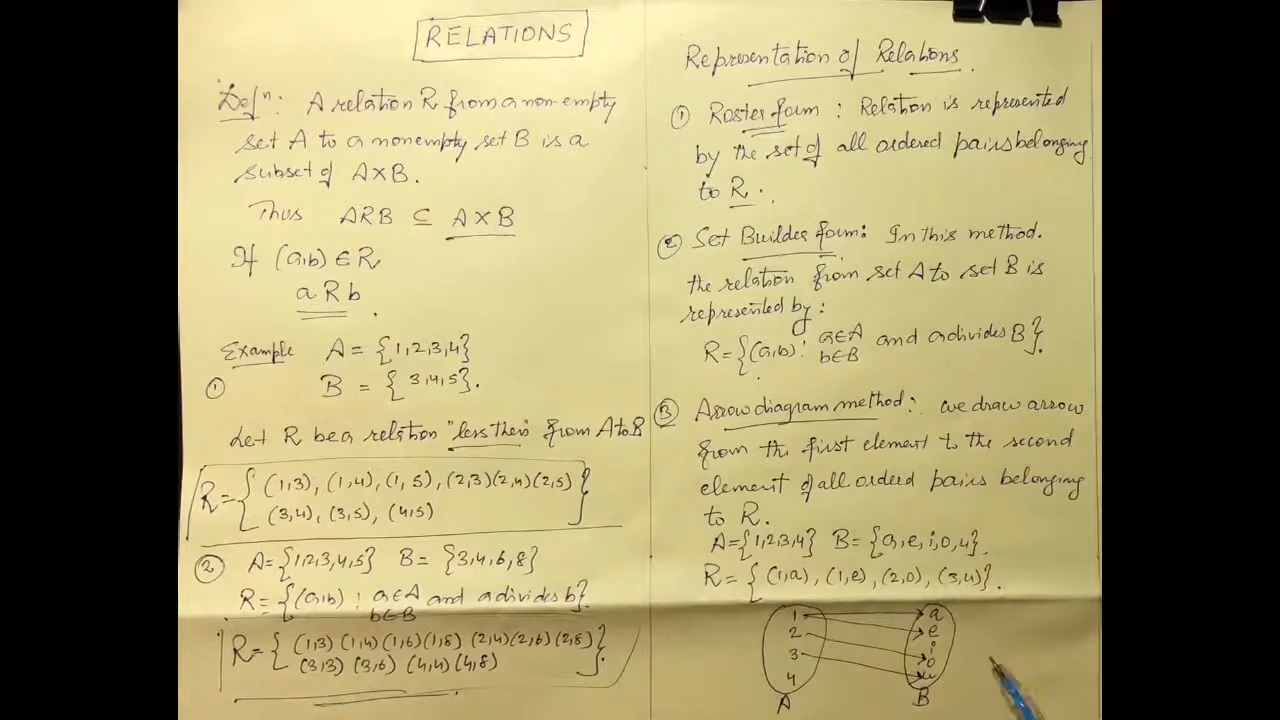 RELATIONS
Defⁿ: A relation R from a non-empty
set A to a nonempty set B is a
subset of A×B.
Thus ARB ⊆ A×B
If (a,b) ∈ R
a R b.
Example A = {1,2,3,4}
① B = {3,4,5}.
Let R be a relation "less then" from A to B
R = { (1,3), (1,4), (1,5), (2,3) (2,4) (2,5)
(3,4), (3,5), (4,5) }
② A = {1,2,3,4,5} B = {3,4,6,8}
R = {(a,b) : a∈A and a divides b}.
b∈B
R = { (1,3) (1,4) (1,6) (1,8) (2,4) (2,6) (2,8)
(3,3) (3,6) (4,4) (4,8) }.
Representation of Relations.
① Roster form : Relation is represented
by the set of all ordered pairs belonging
to R.
② Set Builder form: In this method.
the relation from set A to set B is
represented by:
R = {(a,b) : a∈A and a divides B}.
b∈B
③ Arrow diagram method: we draw arrow
from the first element to the second
element of all orderd pairs belonging
to R.
A = {1,2,3,4} B = {a,e,i,o,u}.
R = { (1,a), (1,e), (2,o), (3,u)}.
1 a
2 e
i
3 o
4 u
A B